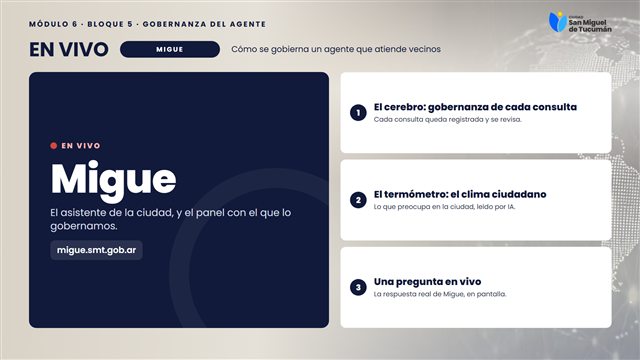 MÓDULO 6 · BLOQUE 5 · GOBERNANZA DEL AGENTE
CIUDAD
San Miguel
de Tucumán
EN VIVO
MIGUE
Cómo se gobierna un agente que atiende vecinos
EN VIVO
Migue
El asistente de la ciudad, y el panel con el que lo
gobernamos.
migue.smt.gob.ar
1
El cerebro: gobernanza de cada consulta
Cada consulta queda registrada y se revisa.
2
El termómetro: el clima ciudadano
Lo que preocupa en la ciudad, leído por IA.
3
Una pregunta en vivo
La respuesta real de Migue, en pantalla.